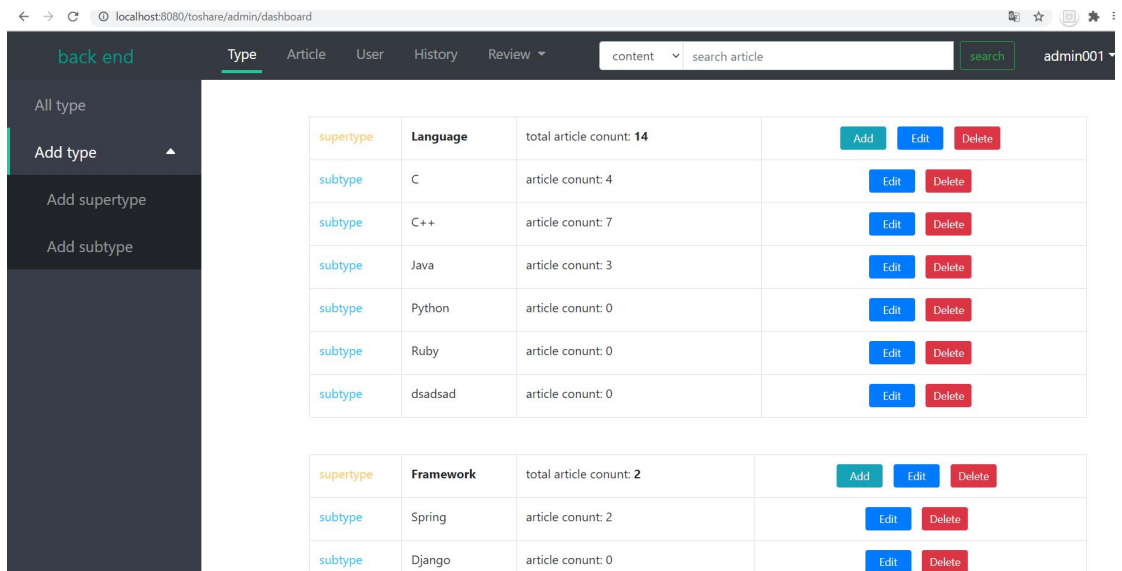 localhost:8080/toshare/admin/dashboard
back end Type Article User History Review content search article search admin001
All type
Add type
Add supertype
Add subtype
supertype Language total article conunt: 14 Add Edit Delete
subtype C article conunt: 4 Edit Delete
subtype C++ article conunt: 7 Edit Delete
subtype Java article conunt: 3 Edit Delete
subtype Python article conunt: 0 Edit Delete
subtype Ruby article conunt: 0 Edit Delete
subtype dsadsad article conunt: 0 Edit Delete
supertype Framework total article conunt: 2 Add Edit Delete
subtype Spring article conunt: 2 Edit Delete
subtype Django article conunt: 0 Edit Delete